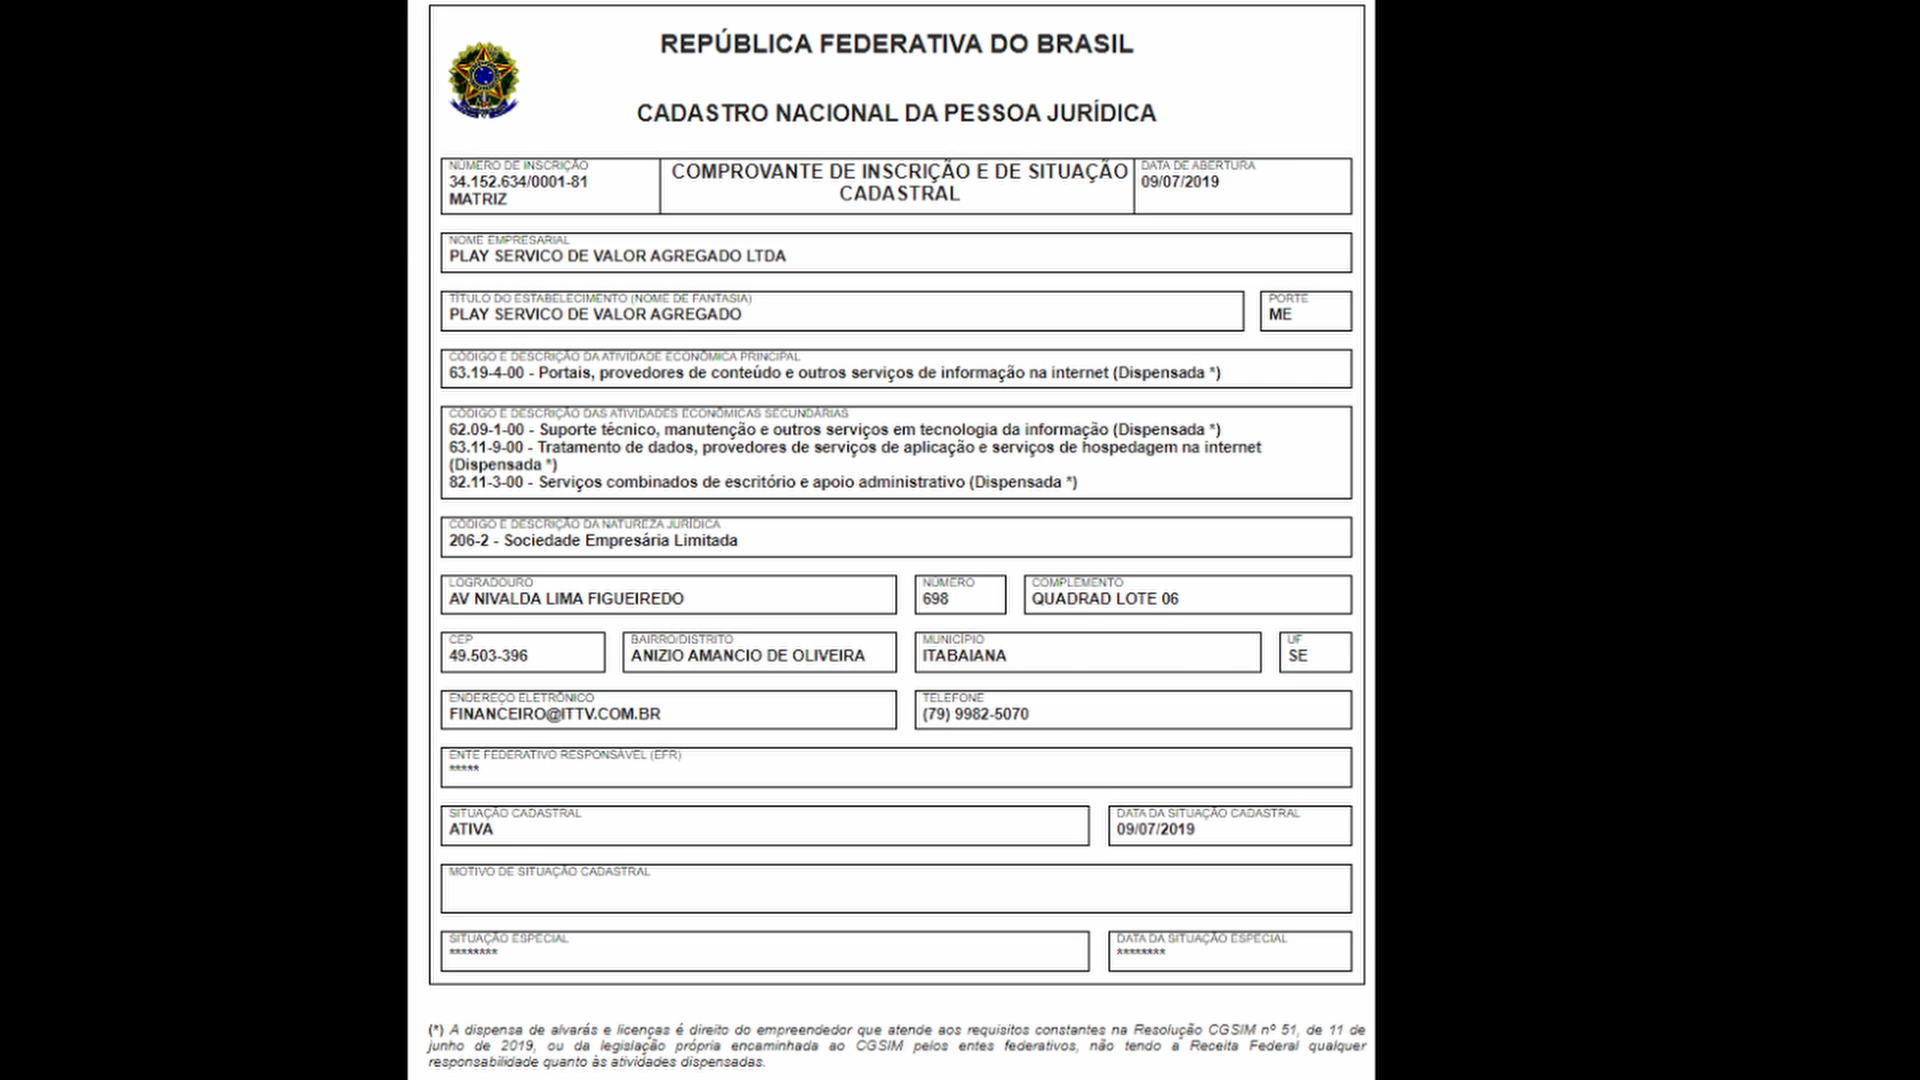 REPÚBLICA FEDERATIVA DO BRASIL
CADASTRO NACIONAL DA PESSOA JURÍDICA
NÚMERO DE INSCRIÇÃO
34.152.634/0001-81
MATRIZ
COMPROVANTE DE INSCRIÇÃO E DE SITUAÇÃO
CADASTRAL
DATA DE ABERTURA
09/07/2019
NOME EMPRESARIAL
PLAY SERVICO DE VALOR AGREGADO LTDA
TÍTULO DO ESTABELECIMENTO (NOME DE FANTASIA)
PLAY SERVICO DE VALOR AGREGADO
PORTE
ME
CÓDIGO E DESCRIÇÃO DA ATIVIDADE ECONÔMICA PRINCIPAL
63.19-4-00 - Portais, provedores de conteúdo e outros serviços de informação na internet (Dispensada *)
CÓDIGO E DESCRIÇÃO DAS ATIVIDADES ECONÔMICAS SECUNDÁRIAS
62.09-1-00 - Suporte técnico, manutenção e outros serviços em tecnologia da informação (Dispensada *)
63.11-9-00 - Tratamento de dados, provedores de serviços de aplicação e serviços de hospedagem na internet
(Dispensada *)
82.11-3-00 - Serviços combinados de escritório e apoio administrativo (Dispensada *)
CÓDIGO E DESCRIÇÃO DA NATUREZA JURÍDICA
206-2 - Sociedade Empresária Limitada
LOGRADOURO
AV NIVALDA LIMA FIGUEIREDO
NÚMERO
698
COMPLEMENTO
QUADRAD LOTE 06
CEP
49.503-396
BAIRRO/DISTRITO
ANIZIO AMANCIO DE OLIVEIRA
MUNICÍPIO
ITABAIANA
UF
SE
ENDEREÇO ELETRÔNICO
FINANCEIRO@ITTV.COM.BR
TELEFONE
(79) 9982-5070
ENTE FEDERATIVO RESPONSÁVEL (EFR)
*****
SITUAÇÃO CADASTRAL
ATIVA
DATA DA SITUAÇÃO CADASTRAL
09/07/2019
MOTIVO DE SITUAÇÃO CADASTRAL
SITUAÇÃO ESPECIAL
********
DATA DA SITUAÇÃO ESPECIAL
********
(*) A dispensa de alvarás e licenças é direito do empreendedor que atende aos requisitos constantes na Resolução CGSIM nº 51, de 11 de
junho de 2019, ou da legislação própria encaminhada ao CGSIM pelos entes federativos, não tendo a Receita Federal qualquer
responsabilidade quanto às atividades dispensadas.